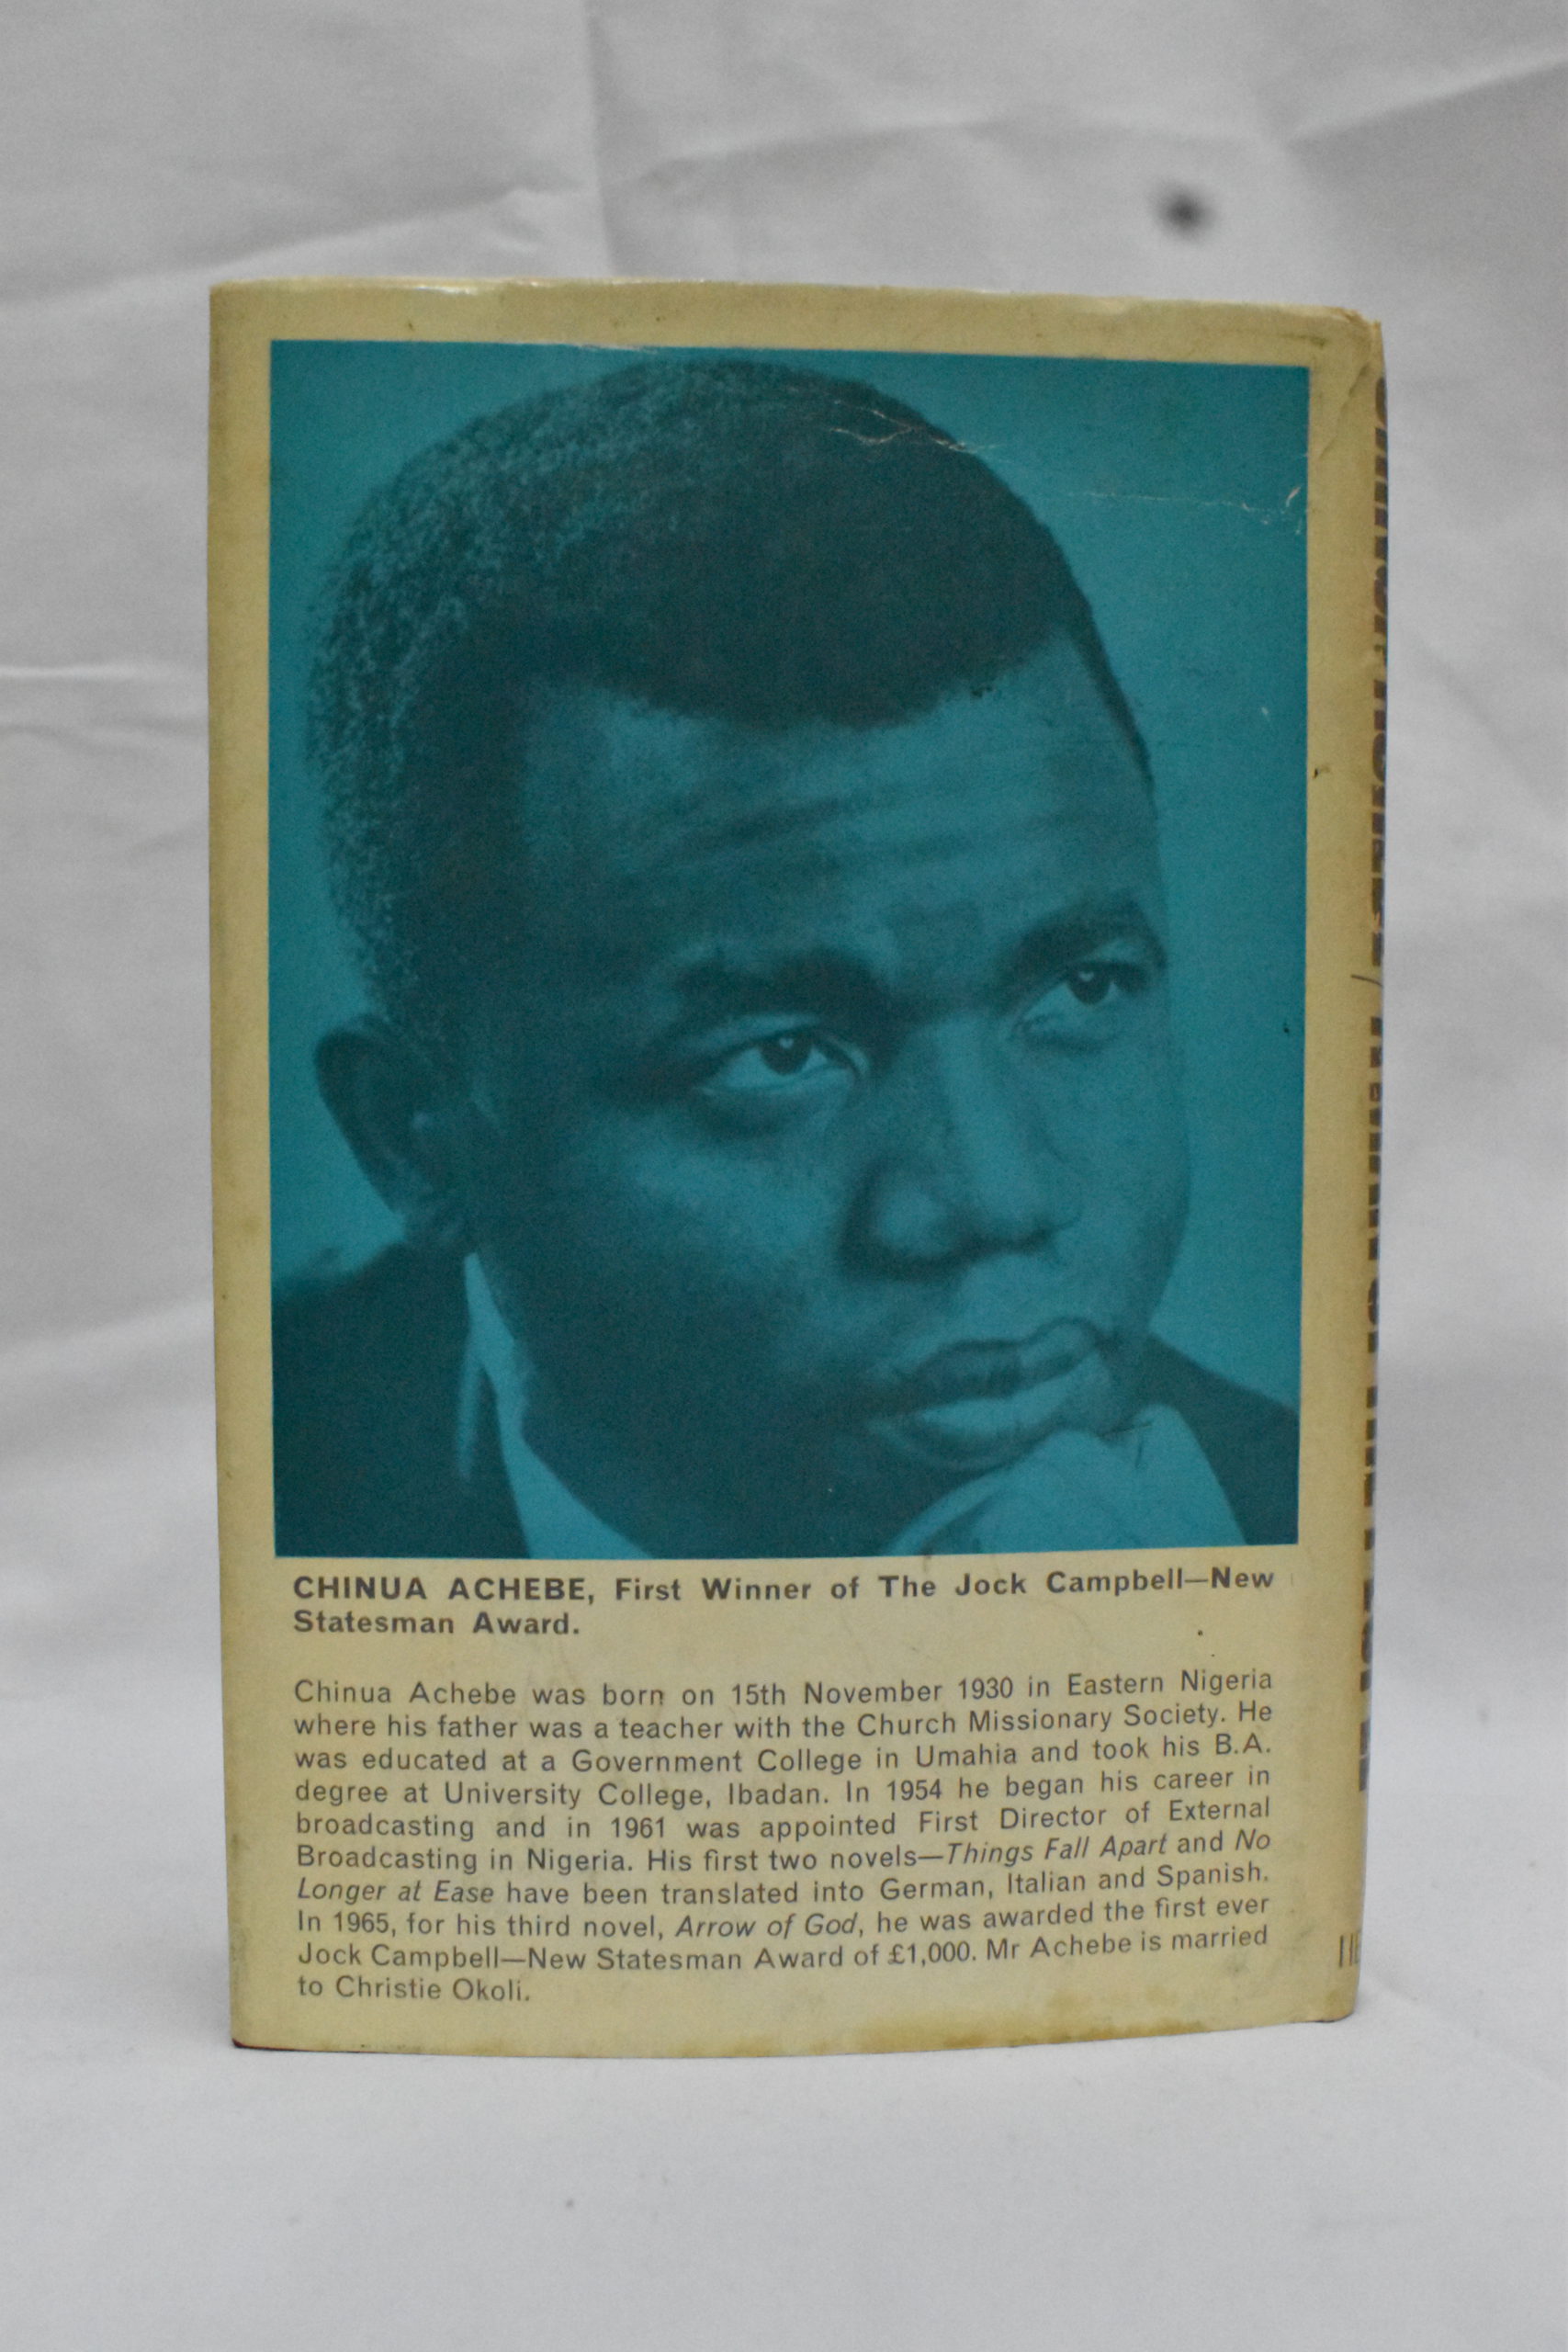 CHINUA ACHEBE, First Winner of The Jock Campbell—New
Statesman Award.
Chinua Achebe was born on 15th November 1930 in Eastern Nigeria
where his father was a teacher with the Church Missionary Society. He
was educated at a Government College in Umahia and took his B.A.
degree at University College, Ibadan. In 1954 he began his career in
broadcasting and in 1961 was appointed First Director of External
Broadcasting in Nigeria. His first two novels—Things Fall Apart and No
Longer at Ease have been translated into German, Italian and Spanish.
In 1965, for his third novel, Arrow of God, he was awarded the first ever
Jock Campbell—New Statesman Award of £1,000. Mr Achebe is married
to Christie Okoli.